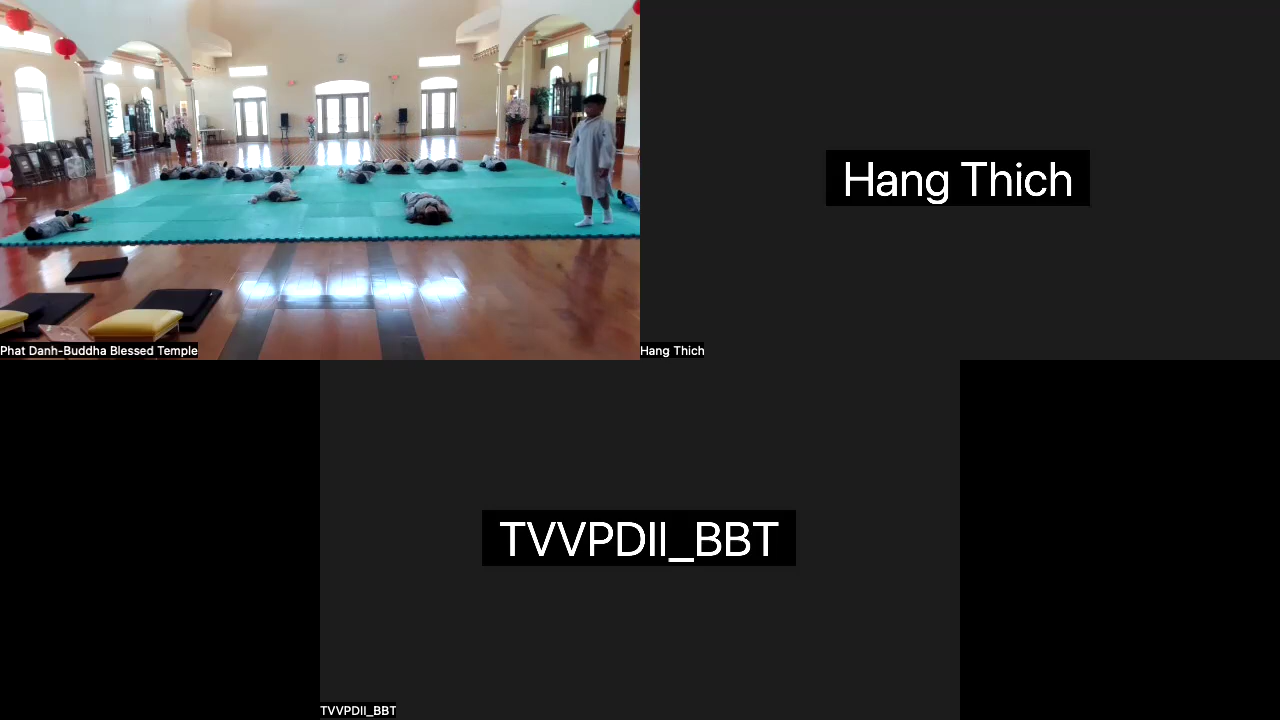 Hang Thich
Phat Danh-Buddha Blessed Temple
Hang Thich
TVVPDII_BBT
TVVPDII_BBT